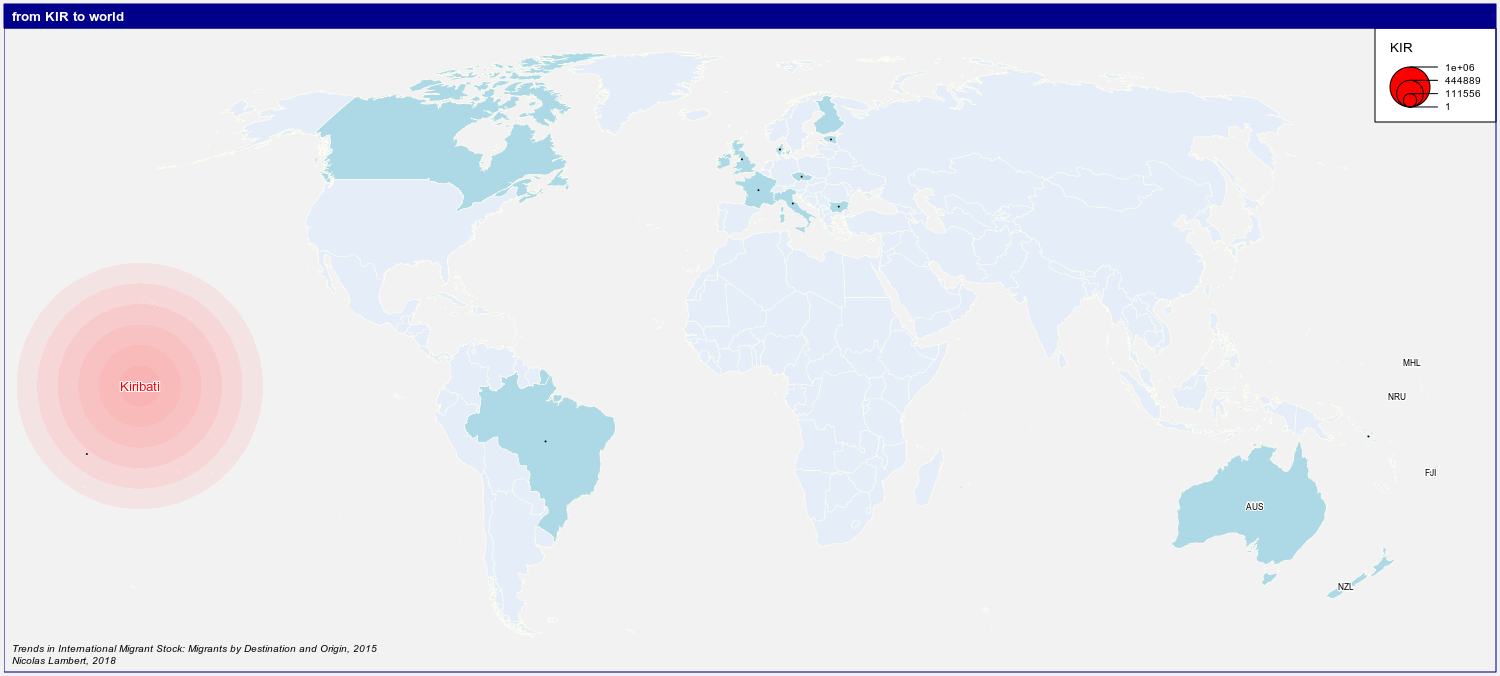 from KIR to world
KIR
1e+06
444889
111556
1
MHL
Kiribati
NRU
FJI
AUS
NZL
Trends in International Migrant Stock: Migrants by Destination and Origin, 2015
Nicolas Lambert, 2018